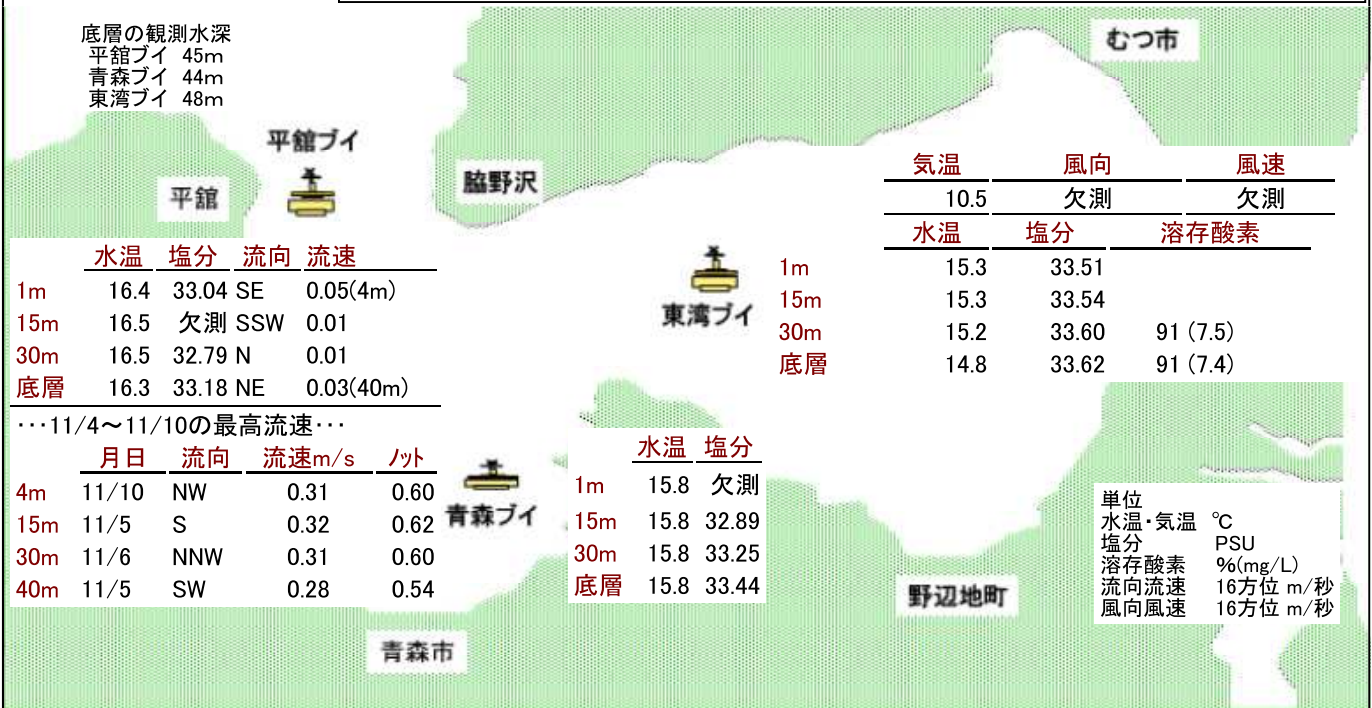 底層の観測水深
平舘ブイ 45m
青森ブイ 44m
東湾ブイ 48m
むつ市
平舘ブイ
平舘
脇野沢
気温 風向 風速
10.5 欠測 欠測
水温 塩分 溶存酸素
1m 15.3 33.51
15m 15.3 33.54
30m 15.2 33.60 91 (7.5)
底層 14.8 33.62 91 (7.4)
東湾ブイ
水温 塩分 流向 流速
1m 16.4 33.04 SE 0.05(4m)
15m 16.5 欠測 SSW 0.01
30m 16.5 32.79 N 0.01
底層 16.3 33.18 NE 0.03(40m)
･･･11/4～11/10の最高流速･･･
月日 流向 流速m/s ﾉｯﾄ
4m 11/10 NW 0.31 0.60
15m 11/5 S 0.32 0.62
30m 11/6 NNW 0.31 0.60
40m 11/5 SW 0.28 0.54
青森ブイ
水温 塩分
1m 15.8 欠測
15m 15.8 32.89
30m 15.8 33.25
底層 15.8 33.44
単位
水温・気温 ℃
塩分 PSU
溶存酸素 %(mg/L)
流向流速 16方位 m/秒
風向風速 16方位 m/秒
野辺地町
青森市